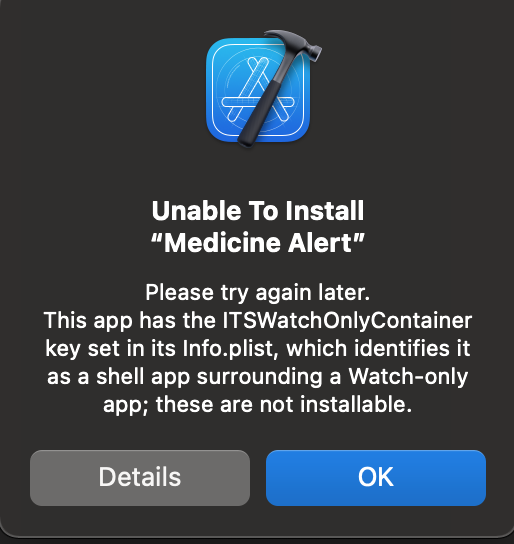 Unable To Install
“Medicine Alert”
Please try again later.
This app has the ITSWatchOnlyContainer
key set in its Info.plist, which identifies it
as a shell app surrounding a Watch-only
app; these are not installable.
Details
OK